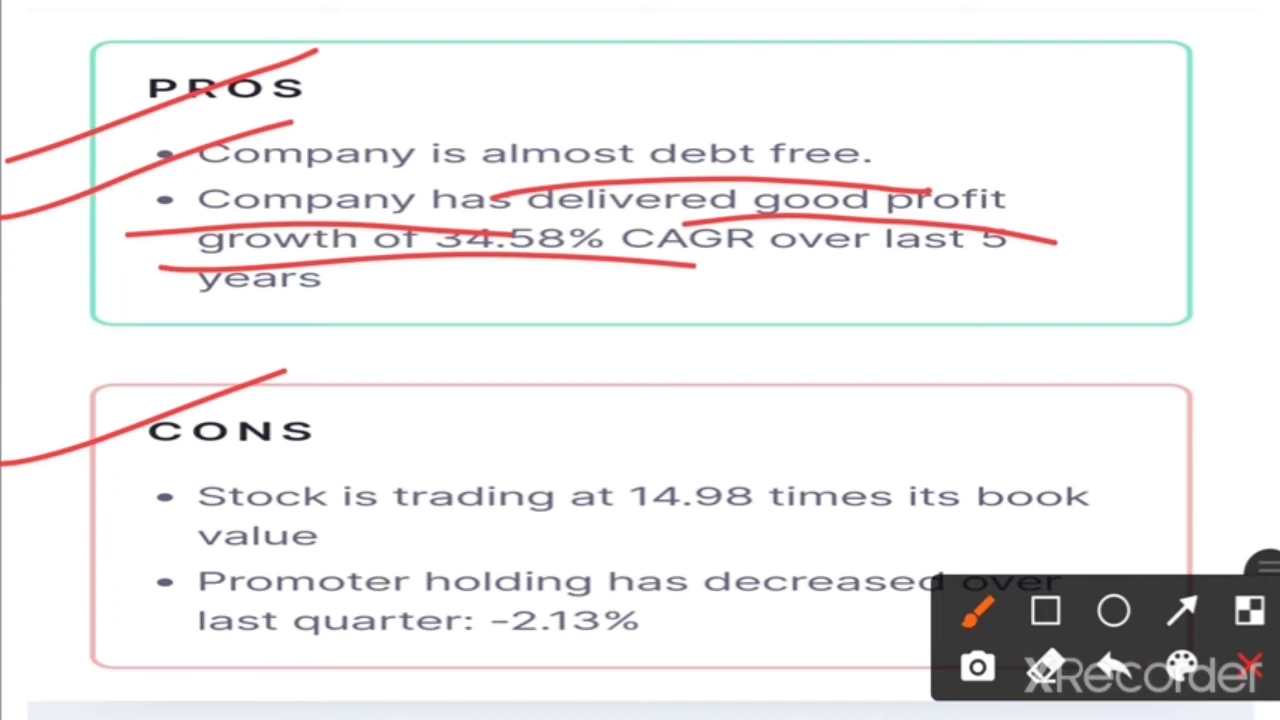 PROS
Company is almost debt free.
Company has delivered good profit
growth of 34.58% CAGR over last 5
years
CONS
Stock is trading at 14.98 times its book
value
Promoter holding has decreased over
last quarter: -2.13%
XRecorder